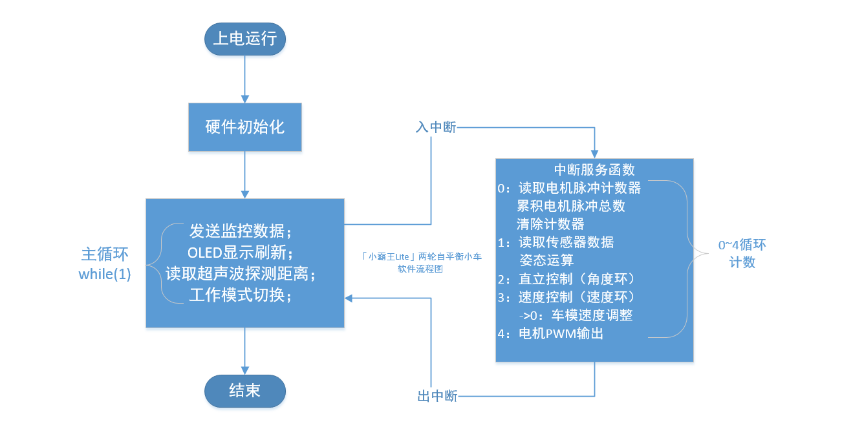 上电运行
硬件初始化
主循环
while(1)
发送监控数据；
OLED显示刷新；
读取超声波探测距离；
工作模式切换；
结束
入中断
「小霸王Lite」两轮自平衡小车
软件流程图
出中断
中断服务函数
0：读取电机脉冲计数器
累积电机脉冲总数
清除计数器
1：读取传感器数据
姿态运算
2：直立控制（角度环）
3：速度控制（速度环）
->0：车模速度调整
4：电机PWM输出
0~4循环
计数